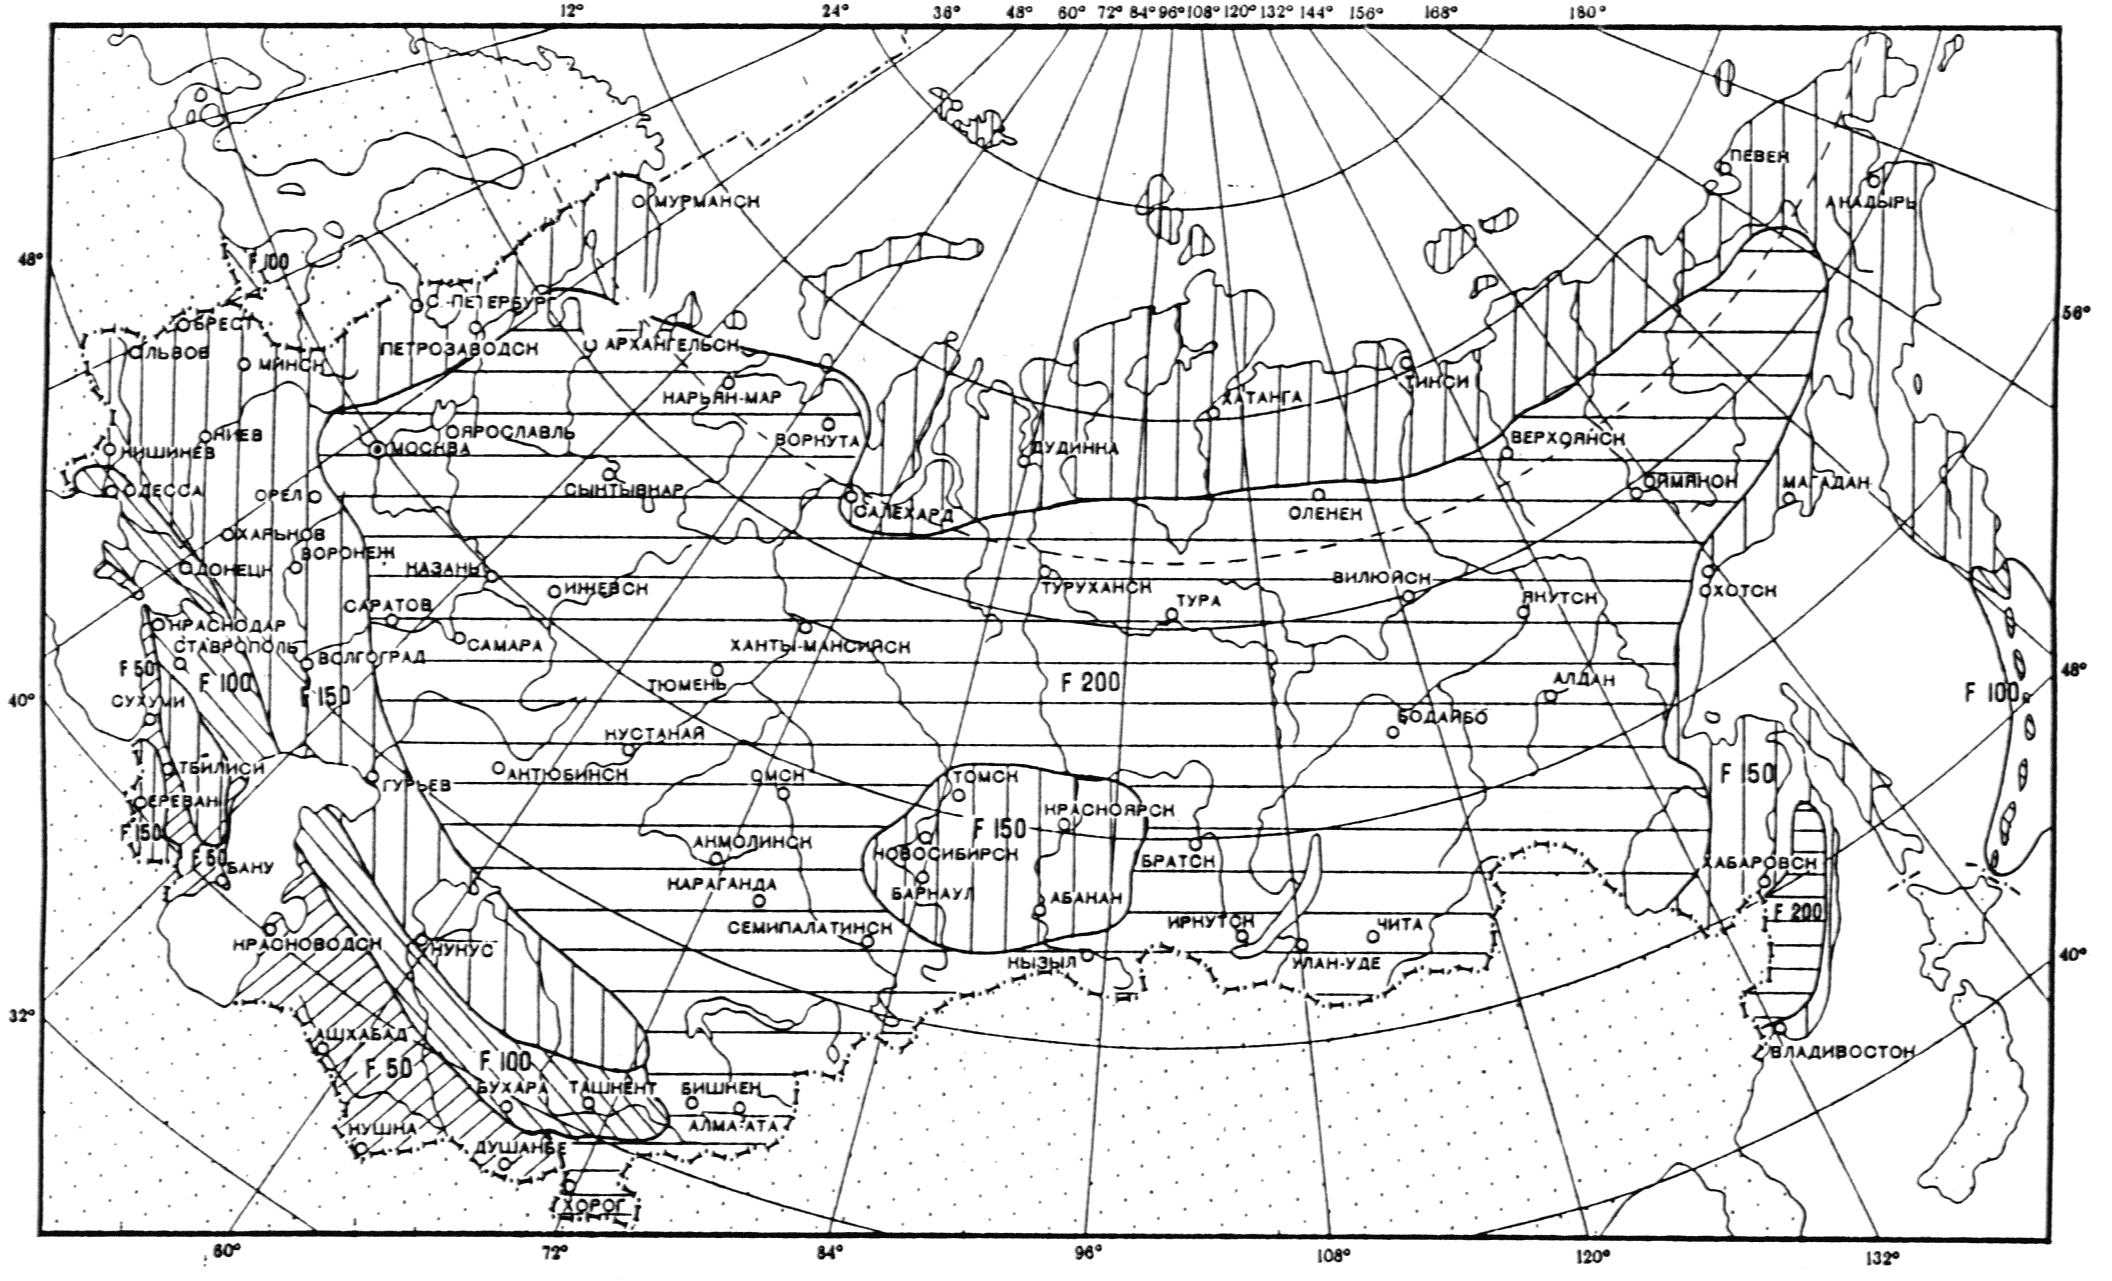 12° 24° 36° 48° 60° 72° 84° 96° 108° 120° 132° 144° 156° 168° 180°
ПЕВЕК
МУРМАНСК
АНАДЫРЬ
48°
F 100
С.-ПЕТЕРБУРГ
56°
БРЕСТ
ЛЬВОВ
ПЕТРОЗАВОДСК
АРХАНГЕЛЬСК
МИНСК
ТИКСИ
НАРЬЯН-МАР
ХАТАНГА
КИЕВ
ЯРОСЛАВЛЬ
ВОРКУТА
ВЕРХОЯНСК
КИШИНЕВ
МОСКВА
ДУДИНКА
ОДЕССА
ОРЕЛ
СЫКТЫВКАР
ОЙМЯКОН
МАГАДАН
САЛЕХАРД
ОЛЕНЕК
ХАРЬКОВ
ВОРОНЕЖ
ДОНЕЦК
КАЗАНЬ
ИЖЕВСК
ТУРУХАНСК
ВИЛЮЙСК
ЯКУТСК
ОХОТСК
САРАТОВ
ТУРА
КРАСНОДАР
СТАВРОПОЛЬ
ВОЛГОГРАД
САМАРА
ХАНТЫ-МАНСИЙСК
F 50
F 100
F 150
ТЮМЕНЬ
F 200
АЛДАН
48°
F 100
40°
СУХУМИ
БОДАЙБО
КУСТАНАЙ
ТБИЛИСИ
АКТЮБИНСК
ОМСК
ТОМСК
F 150
ГУРЬЕВ
ЕРЕВАН
КРАСНОЯРСК
F 150
F 150
АКМОЛИНСК
НОВОСИБИРСК
БРАТСК
F 50
БАКУ
ХАБАРОВСК
КАРАГАНДА
БАРНАУЛ
АБАКАН
F 200
СЕМИПАЛАТИНСК
ИРКУТСК
ЧИТА
КРАСНОВОДСК
НУКУС
КЫЗЫЛ
УЛАН-УДЕ
40°
32°
АШХАБАД
F 50
F 100
ВЛАДИВОСТОК
БУХАРА
ТАШКЕНТ
БИШКЕК
КУШКА
АЛМА-АТА
ДУШАНБЕ
ХОРОГ
60° 72° 84° 96° 108° 120° 132°